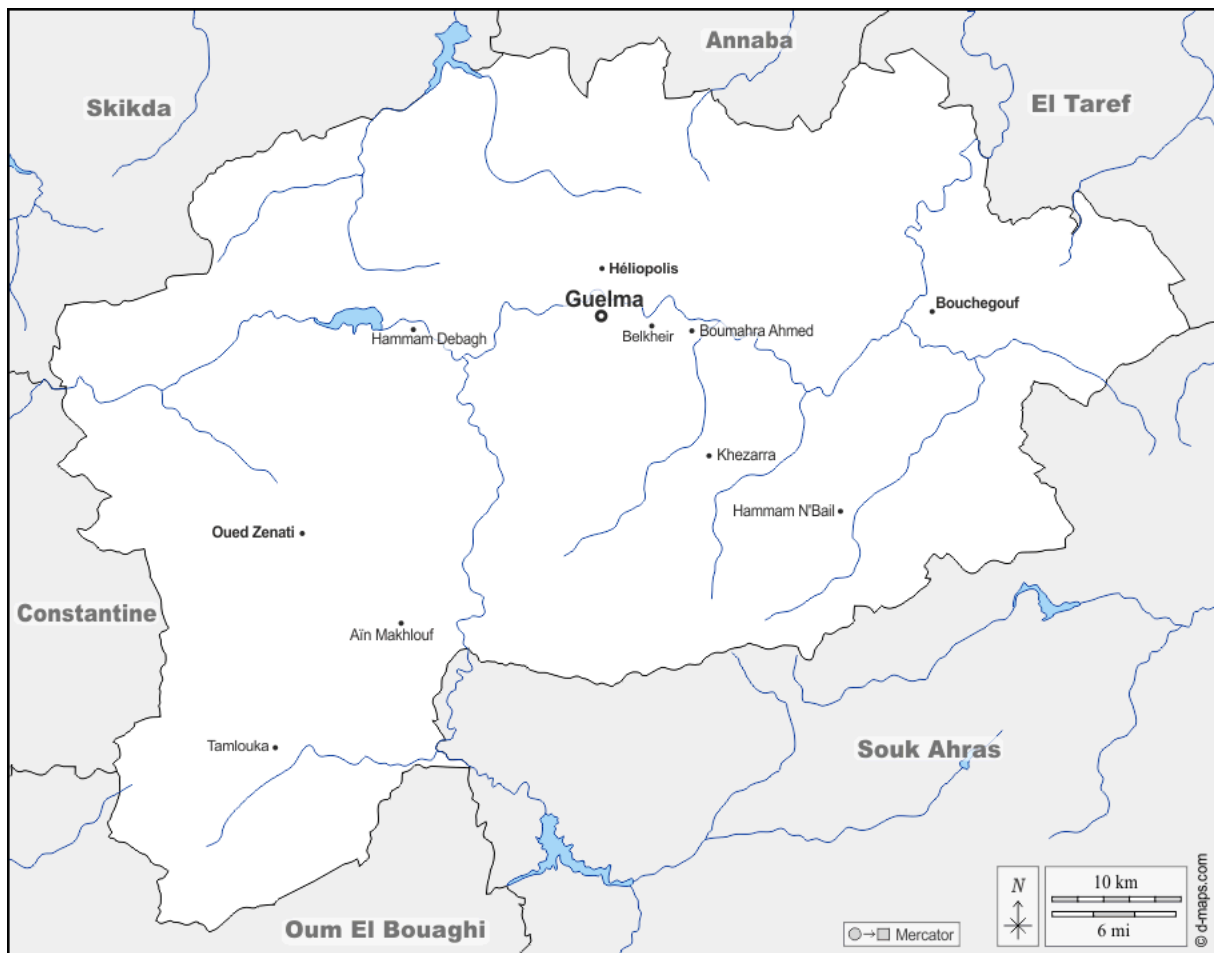 Annaba
Skikda
El Taref
Héliopolis
Guelma
Bouchegouf
Hammam Debagh
Belkheir
Boumahra Ahmed
Khezarra
Hammam N'Bail
Oued Zenati
Constantine
Aïn Makhlouf
Tamlouka
Souk Ahras
Oum El Bouaghi
Mercator
N
10 km
6 mi
© d-maps.com